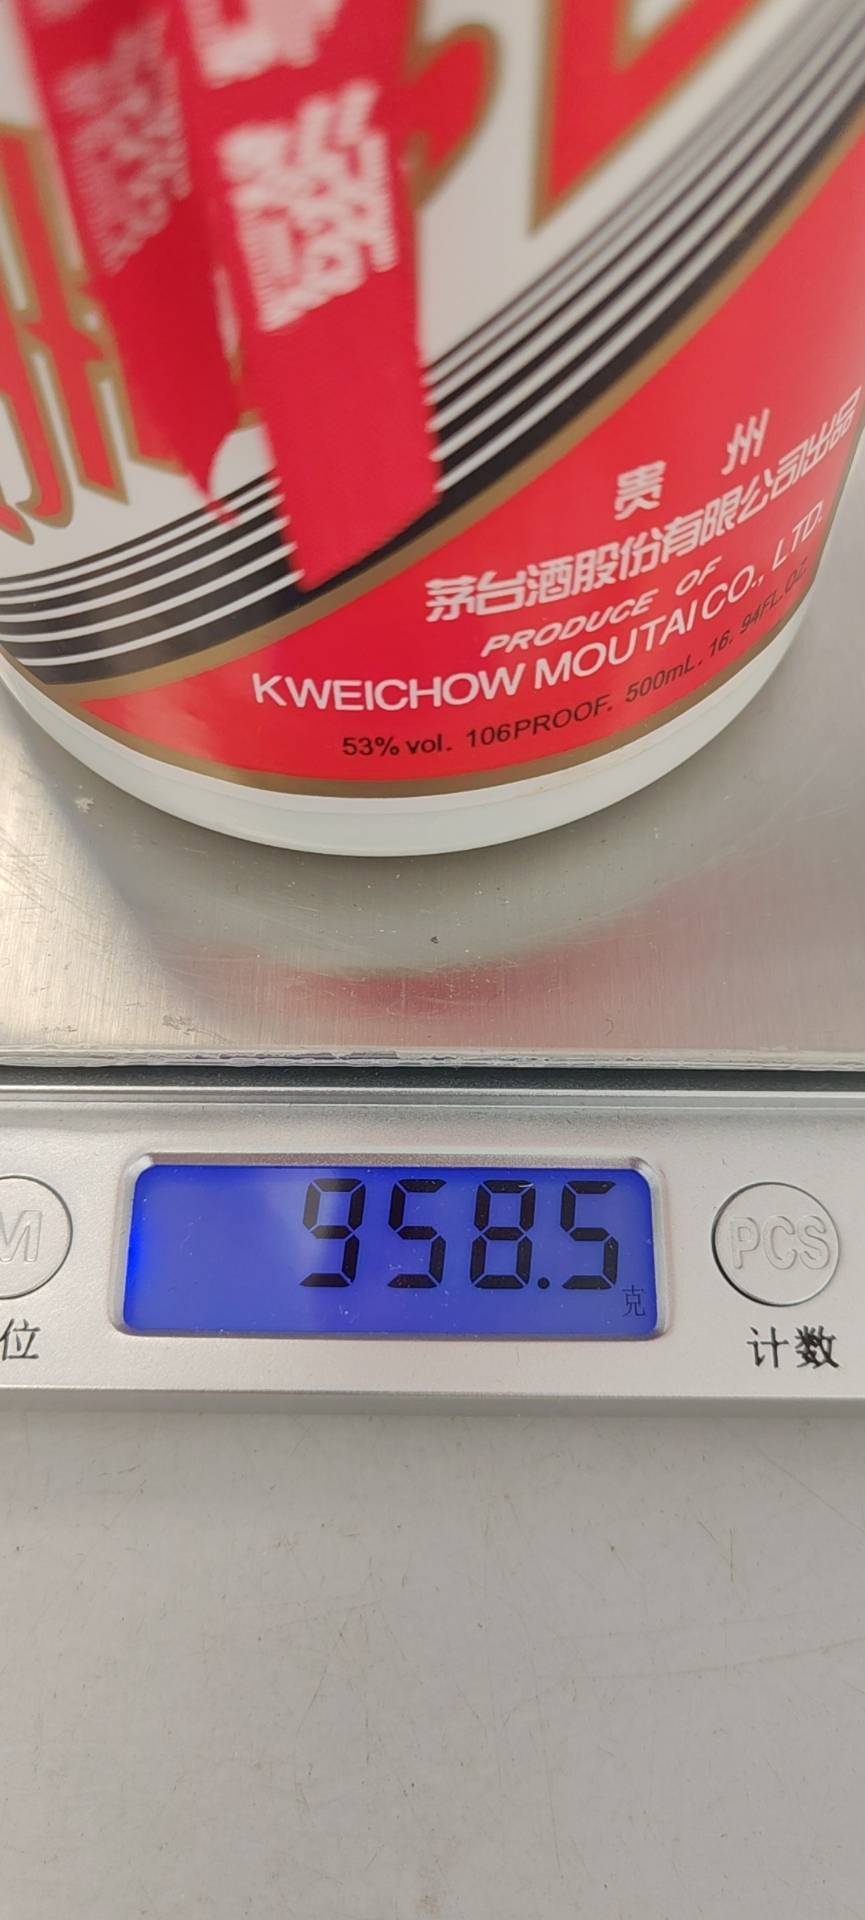 贵 州
茅台酒股份有限公司出品
PRODUCE OF
KWEICHOW MOUTAI CO., LTD.
53% vol. 106PROOF. 500mL. 16. 94FL.OZ.
958.5
克
M
PCS
位
计数